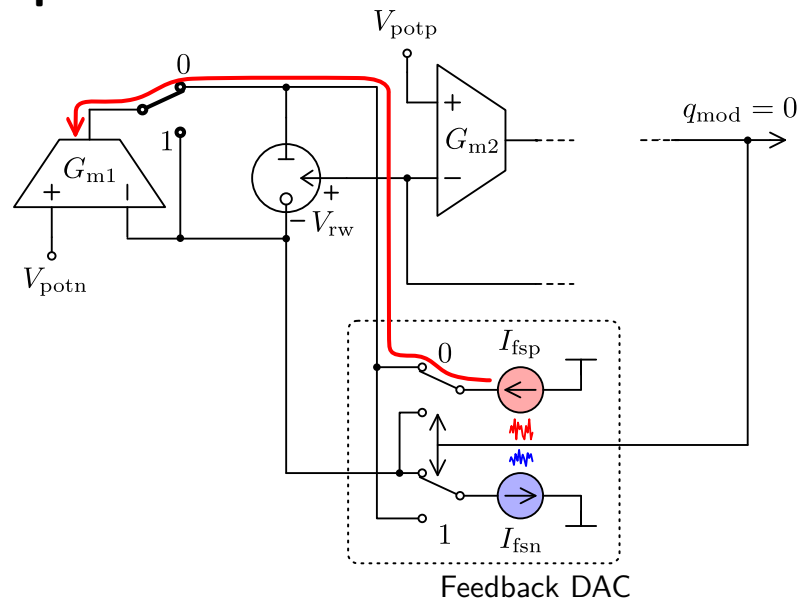 V_potp
0
q_mod = 0
+
G_m2
1
G_m1
+
−
+
−
− V_rw
V_potn
I_fsp
0
I_fsn
1
Feedback DAC